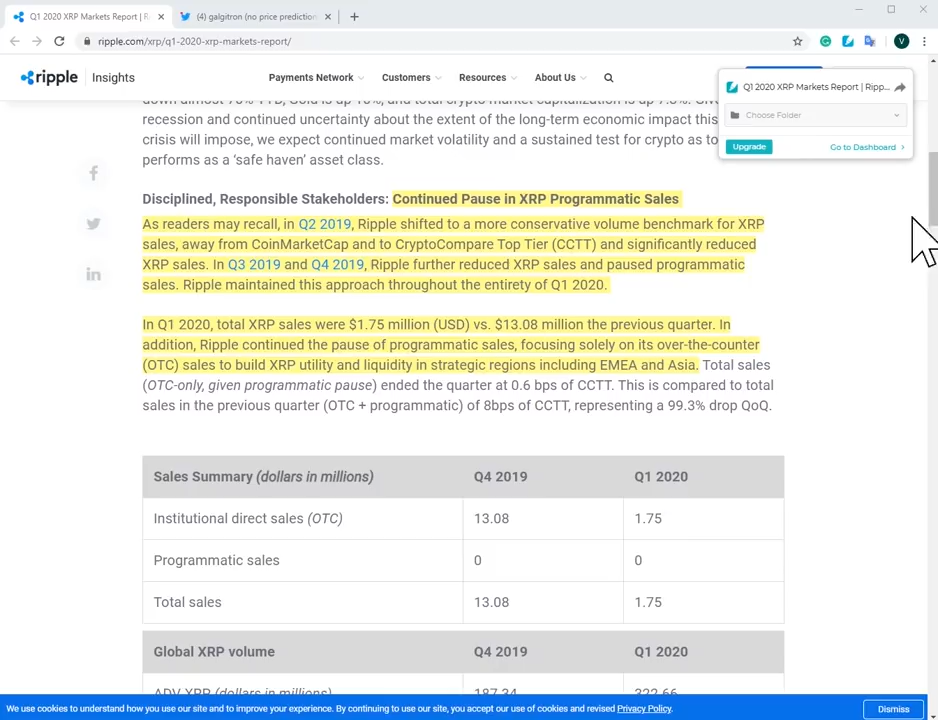 Q1 2020 XRP Markets Report | R
(4) galgitron (no price prediction
ripple.com/xrp/q1-2020-xrp-markets-report/
V
ripple Insights
Payments Network
Customers
Resources
About Us
Q1 2020 XRP Markets Report | Ripp...
Choose Folder
Upgrade
Go to Dashboard
recession and continued uncertainty about the extent of the long-term economic impact this
crisis will impose, we expect continued market volatility and a sustained test for crypto as to
performs as a ‘safe haven’ asset class.
Disciplined, Responsible Stakeholders: Continued Pause in XRP Programmatic Sales
As readers may recall, in Q2 2019, Ripple shifted to a more conservative volume benchmark for XRP
sales, away from CoinMarketCap and to CryptoCompare Top Tier (CCTT) and significantly reduced
XRP sales. In Q3 2019 and Q4 2019, Ripple further reduced XRP sales and paused programmatic
sales. Ripple maintained this approach throughout the entirety of Q1 2020.
In Q1 2020, total XRP sales were $1.75 million (USD) vs. $13.08 million the previous quarter. In
addition, Ripple continued the pause of programmatic sales, focusing solely on its over-the-counter
(OTC) sales to build XRP utility and liquidity in strategic regions including EMEA and Asia. Total sales
(OTC-only, given programmatic pause) ended the quarter at 0.6 bps of CCTT. This is compared to total
sales in the previous quarter (OTC + programmatic) of 8bps of CCTT, representing a 99.3% drop QoQ.
Sales Summary (dollars in millions) Q4 2019 Q1 2020
Institutional direct sales (OTC) 13.08 1.75
Programmatic sales 0 0
Total sales 13.08 1.75
Global XRP volume Q4 2019 Q1 2020
ADV XRP (dollars in millions) 187.34 322.66
We use cookies to understand how you use our site and to improve your experience. By continuing to use our site, you accept our use of cookies and revised Privacy Policy.
Dismiss